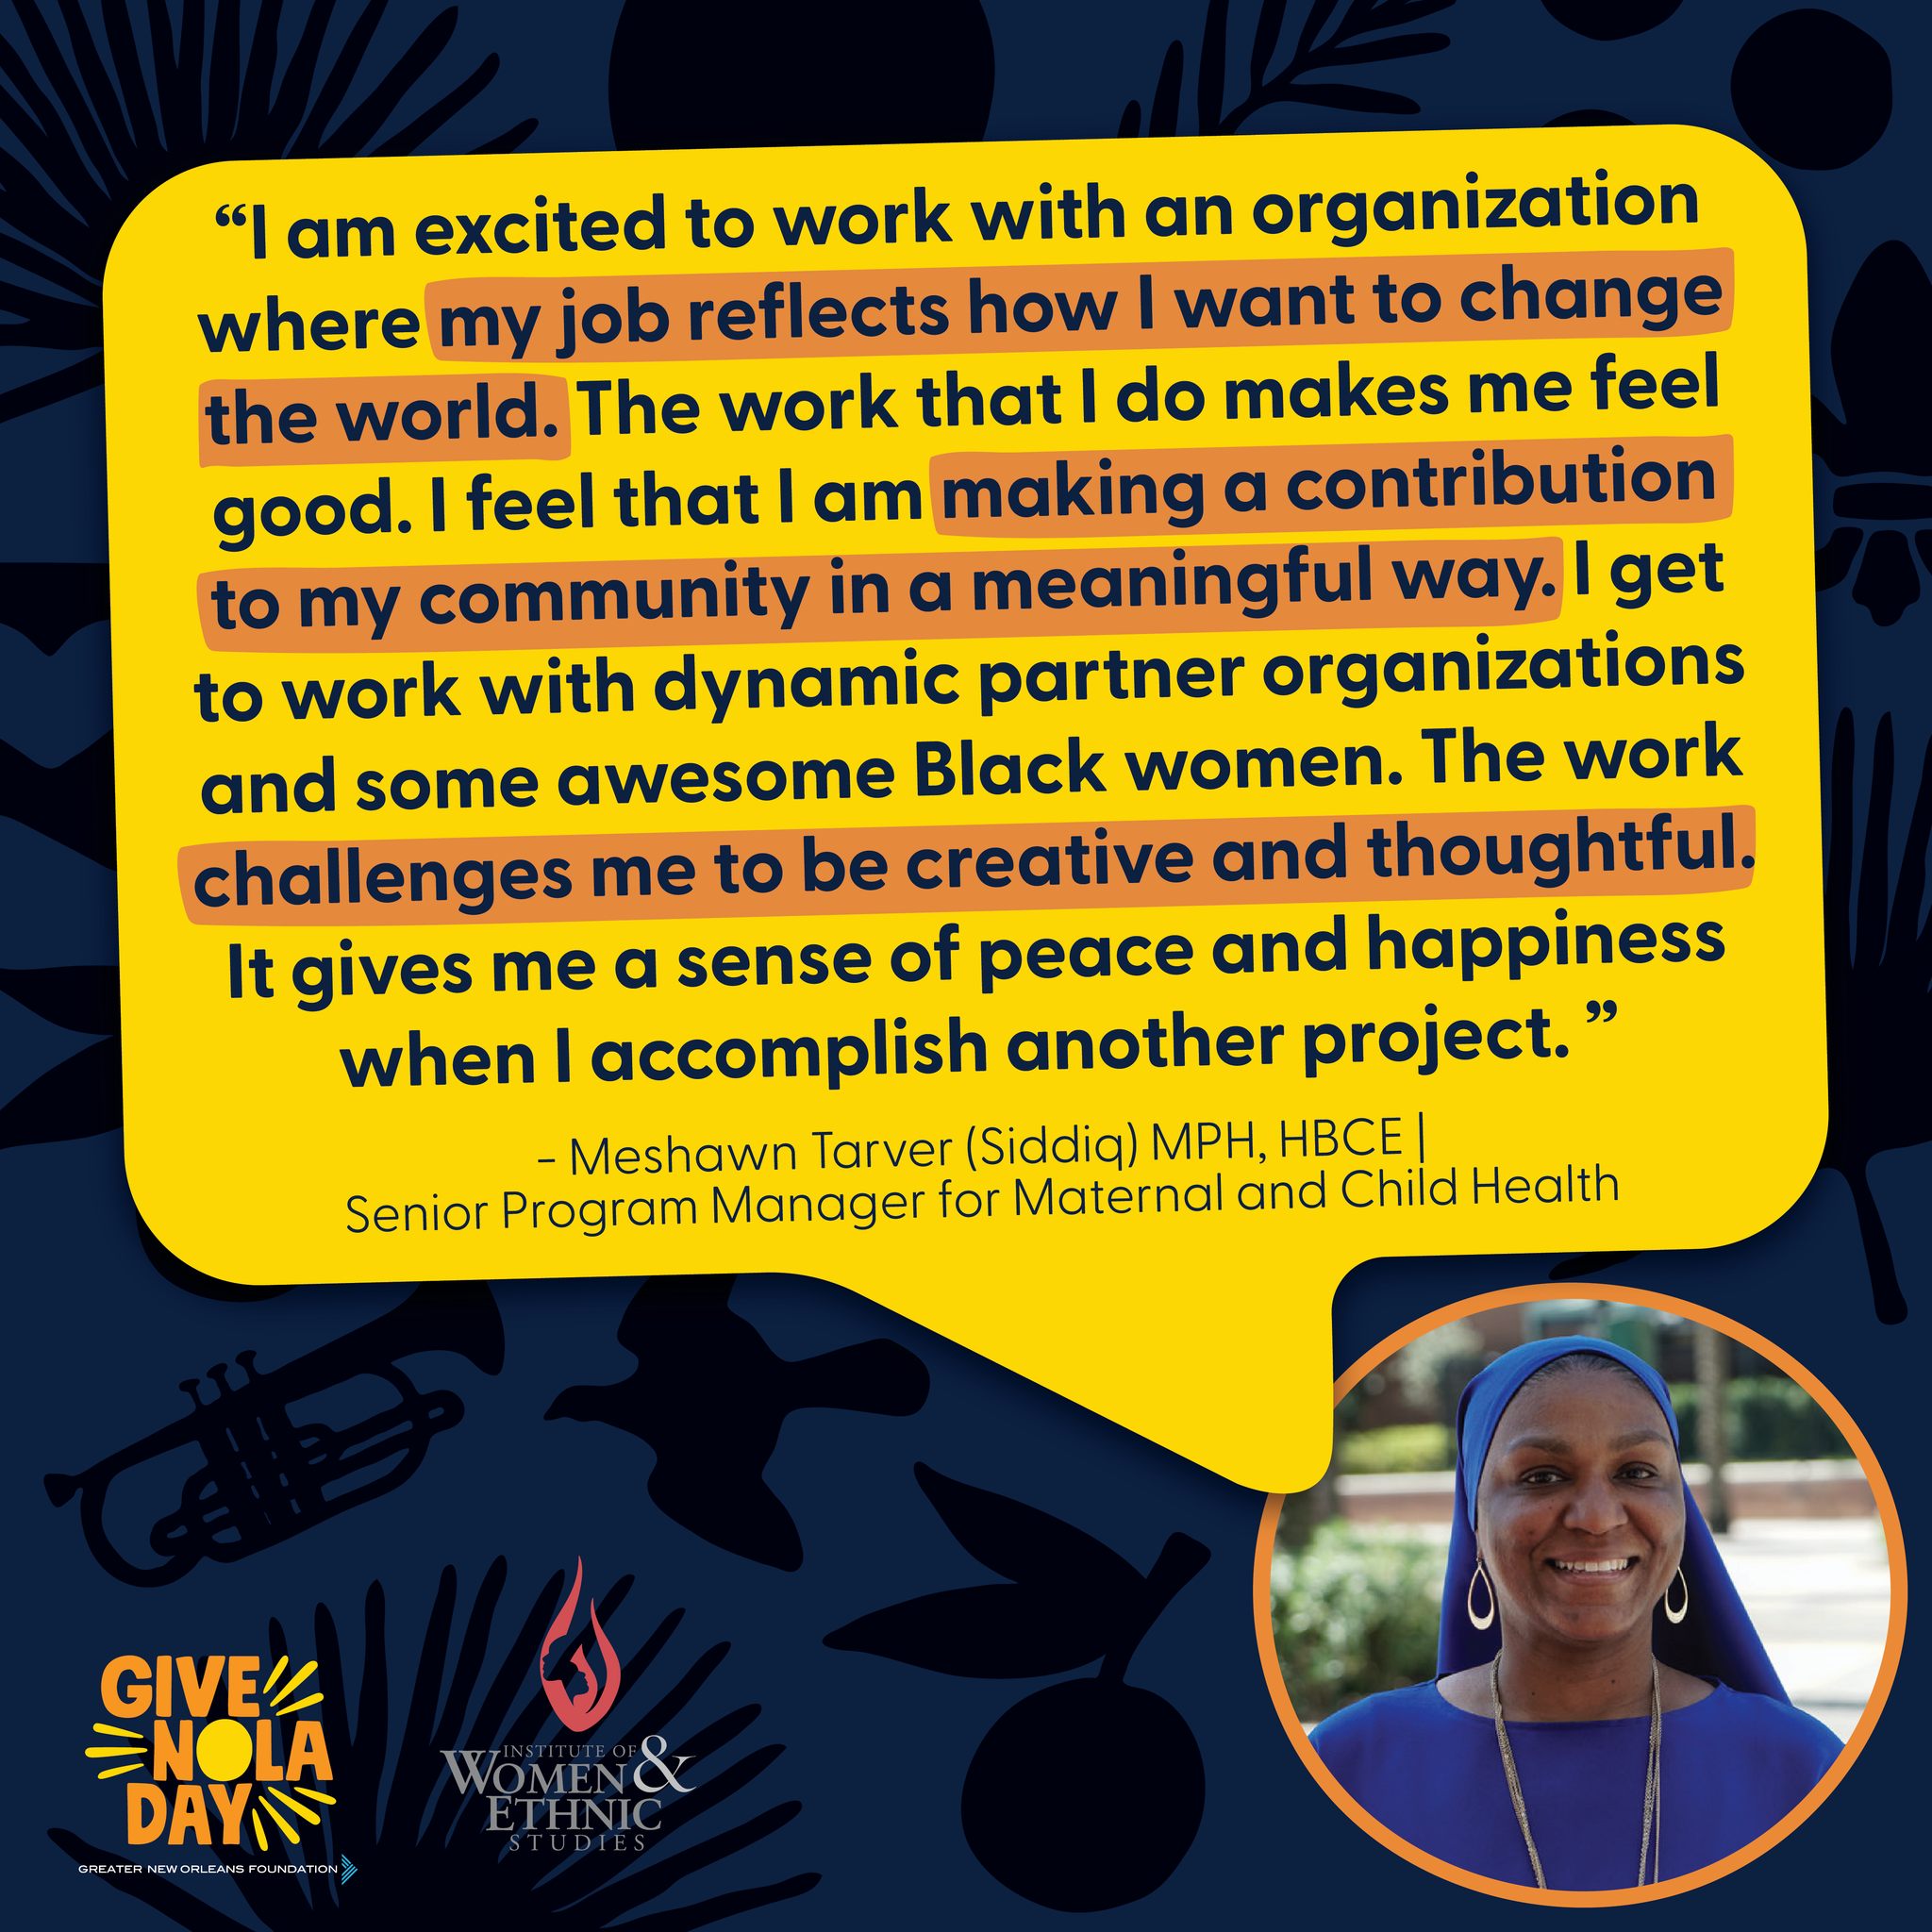 “I am excited to work with an organization
where my job reflects how I want to change
the world. The work that I do makes me feel
good. I feel that I am making a contribution
to my community in a meaningful way. I get
to work with dynamic partner organizations
and some awesome Black women. The work
challenges me to be creative and thoughtful.
It gives me a sense of peace and happiness
when I accomplish another project. ”
– Meshawn Tarver (Siddiq) MPH, HBCE |
Senior Program Manager for Maternal and Child Health
GIVE
NOLA
DAY
GREATER NEW ORLEANS FOUNDATION
INSTITUTE OF
WOMEN &
ETHNIC
STUDIES